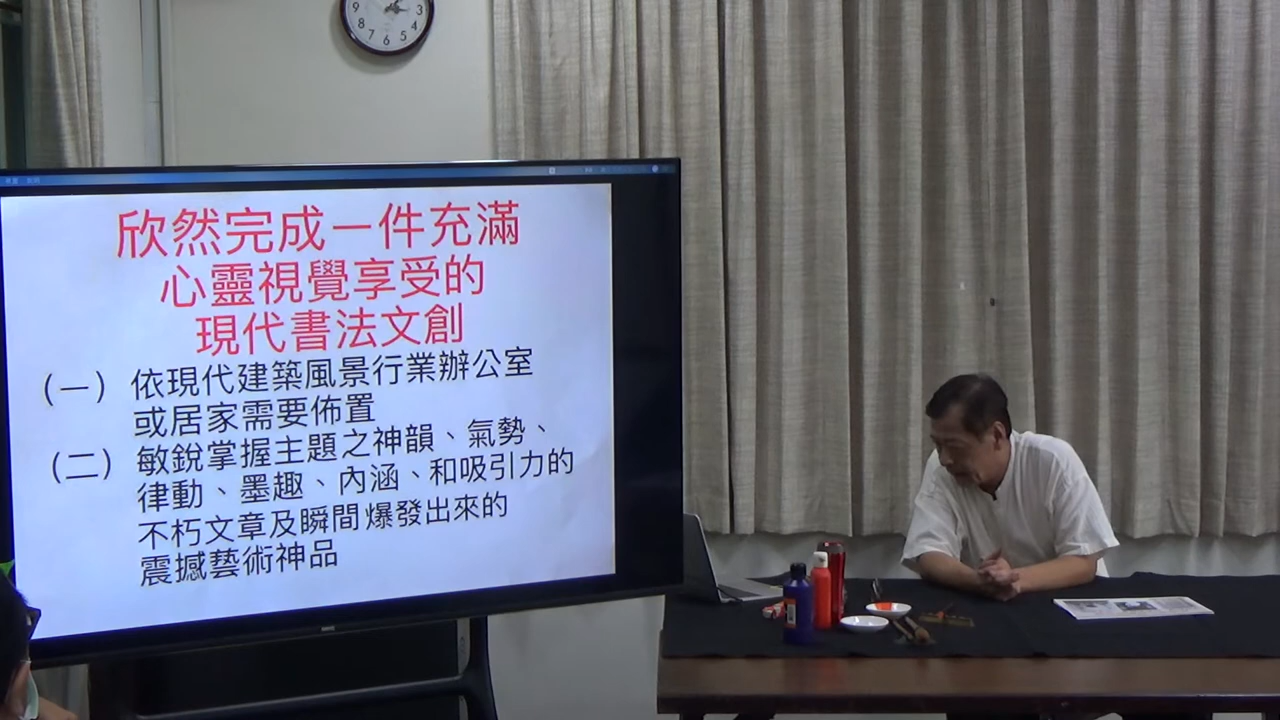 欣然完成一件充滿
心靈視覺享受的
現代書法文創
（一）依現代建築風景行業辦公室
或居家需要佈置
（二）敏銳掌握主題之神韻、氣勢、
律動、墨趣、內涵、和吸引力的
不朽文章及瞬間爆發出來的
震撼藝術神品